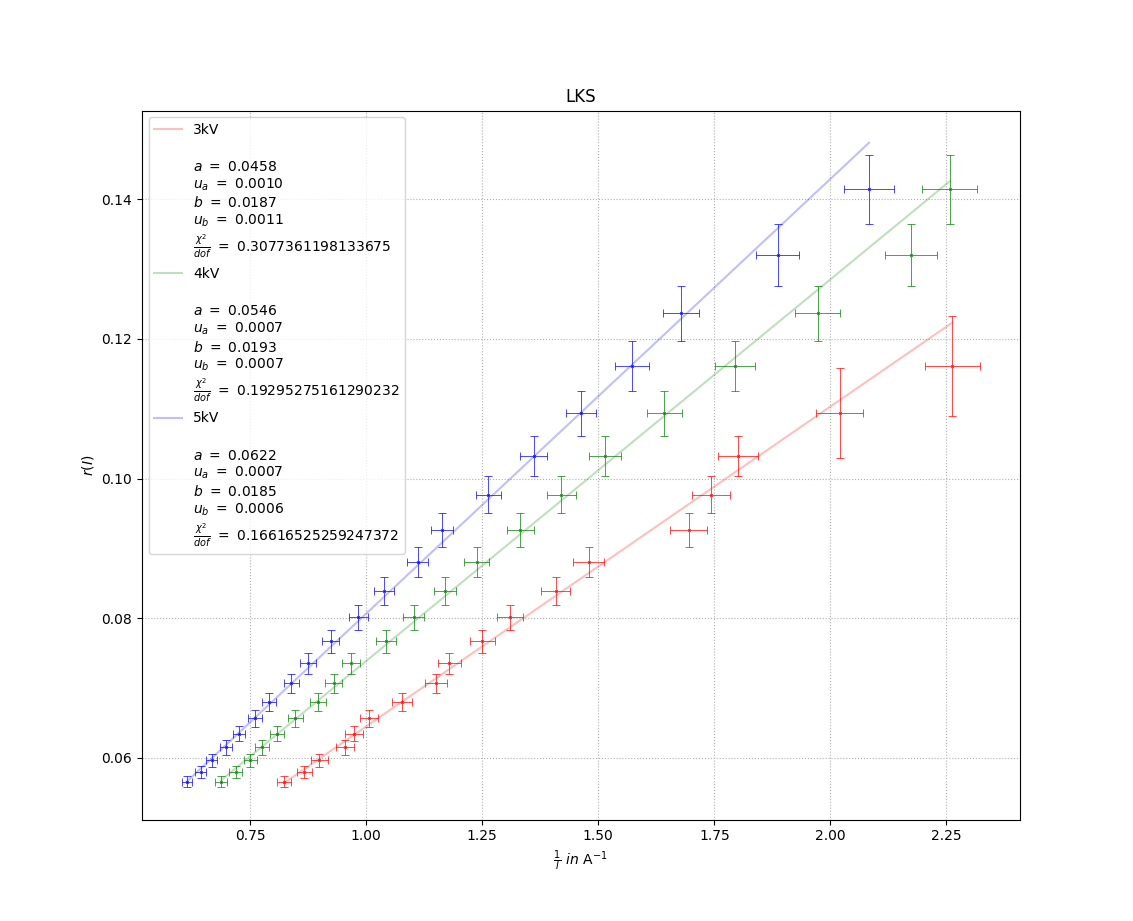 LKS
3kV
a = 0.0458
u_a = 0.0010
b = 0.0187
u_b = 0.0011
χ²/dof = 0.3077361198133675
4kV
a = 0.0546
u_a = 0.0007
b = 0.0193
u_b = 0.0007
χ²/dof = 0.19295275161290232
5kV
a = 0.0622
u_a = 0.0007
b = 0.0185
u_b = 0.0006
χ²/dof = 0.16616525259247372
0.14
0.12
0.10
0.08
0.06
r(I)
0.75 1.00 1.25 1.50 1.75 2.00 2.25
1/I in A⁻¹